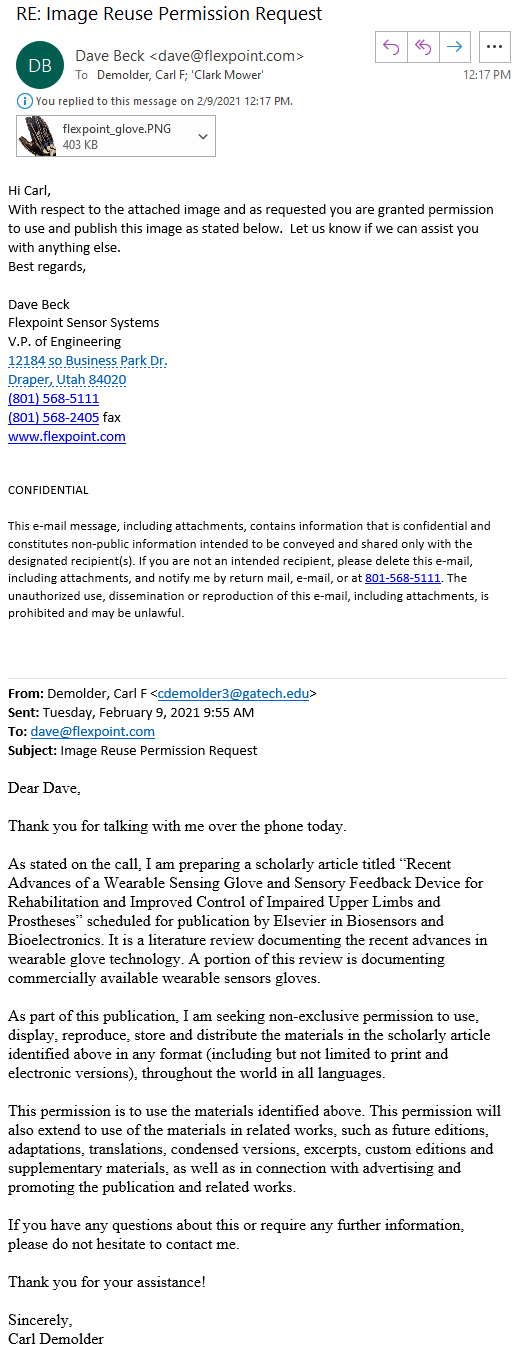 RE: Image Reuse Permission Request
DB
Dave Beck <dave@flexpoint.com>
To Demolder, Carl F; 'Clark Mower'
12:17 PM
You replied to this message on 2/9/2021 12:17 PM.
flexpoint_glove.PNG
403 KB
Hi Carl,
With respect to the attached image and as requested you are granted permission
to use and publish this image as stated below.  Let us know if we can assist you
with anything else.
Best regards,
Dave Beck
Flexpoint Sensor Systems
V.P. of Engineering
12184 so Business Park Dr.
Draper, Utah 84020
(801) 568-5111
(801) 568-2405 fax
www.flexpoint.com
CONFIDENTIAL
This e-mail message, including attachments, contains information that is confidential and
constitutes non-public information intended to be conveyed and shared only with the
designated recipient(s). If you are not an intended recipient, please delete this e-mail,
including attachments, and notify me by return mail, e-mail, or at 801-568-5111. The
unauthorized use, dissemination or reproduction of this e-mail, including attachments, is
prohibited and may be unlawful.
From: Demolder, Carl F <cdemolder3@gatech.edu>
Sent: Tuesday, February 9, 2021 9:55 AM
To: dave@flexpoint.com
Subject: Image Reuse Permission Request
Dear Dave,
Thank you for talking with me over the phone today.
As stated on the call, I am preparing a scholarly article titled “Recent
Advances of a Wearable Sensing Glove and Sensory Feedback Device for
Rehabilitation and Improved Control of Impaired Upper Limbs and
Prostheses” scheduled for publication by Elsevier in Biosensors and
Bioelectronics. It is a literature review documenting the recent advances in
wearable glove technology. A portion of this review is documenting
commercially available wearable sensors gloves.
As part of this publication, I am seeking non-exclusive permission to use,
display, reproduce, store and distribute the materials in the scholarly article
identified above in any format (including but not limited to print and
electronic versions), throughout the world in all languages.
This permission is to use the materials identified above. This permission will
also extend to use of the materials in related works, such as future editions,
adaptations, translations, condensed versions, excerpts, custom editions and
supplementary materials, as well as in connection with advertising and
promoting the publication and related works.
If you have any questions about this or require any further information,
please do not hesitate to contact me.
Thank you for your assistance!
Sincerely,
Carl Demolder